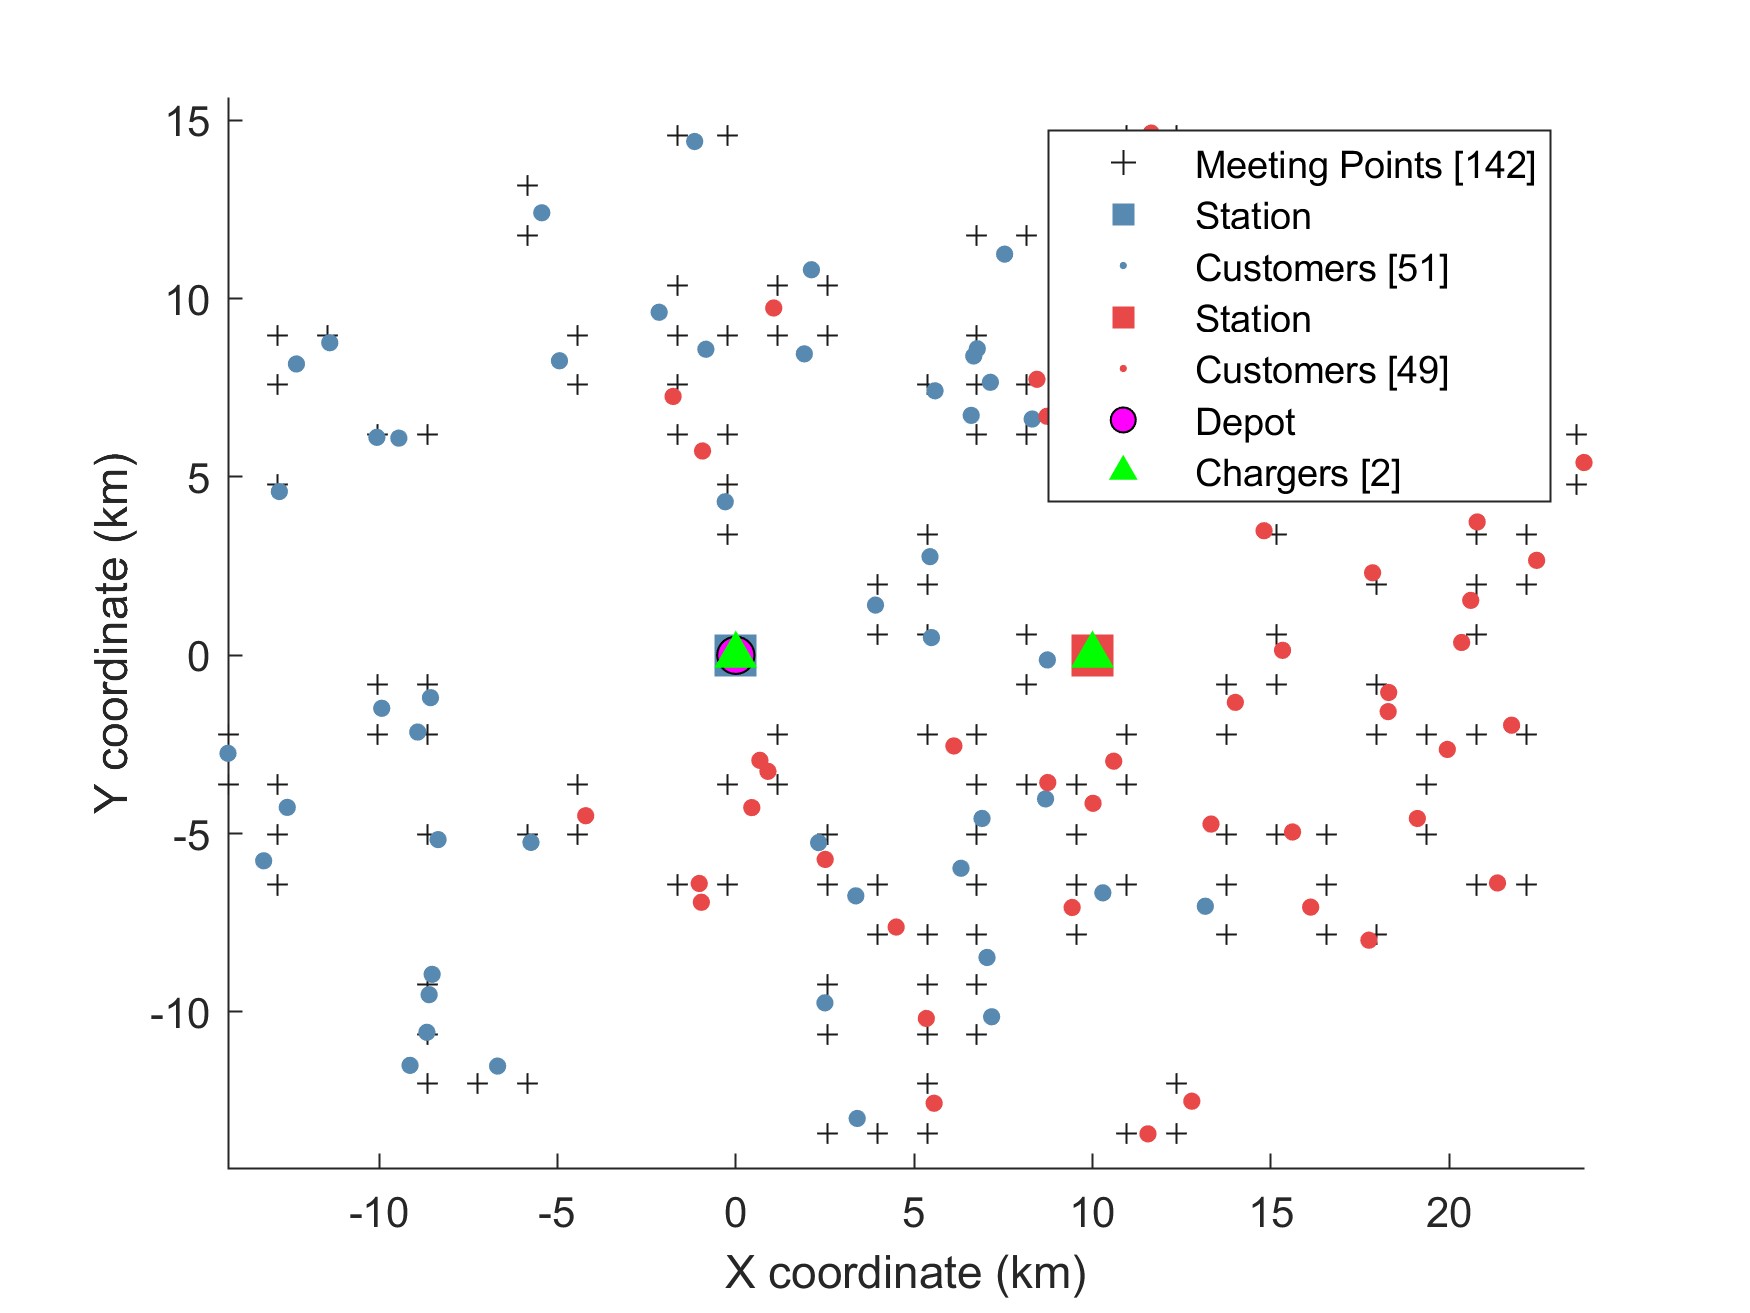 15
10
5
0
-5
-10
Y coordinate (km)
Meeting Points [142]
Station
Customers [51]
Station
Customers [49]
Depot
Chargers [2]
-10 -5 0 5 10 15 20
X coordinate (km)